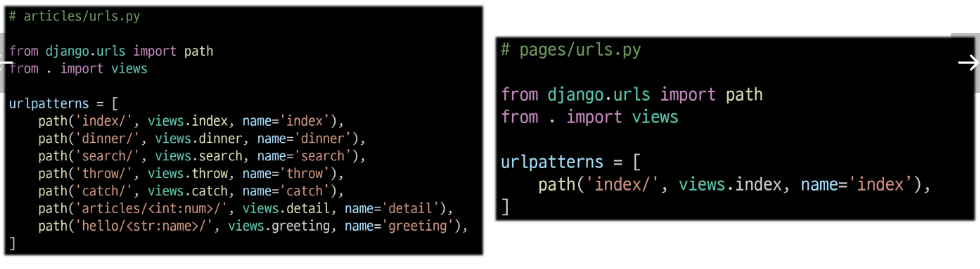 # articles/urls.py
from django.urls import path
from . import views
urlpatterns = [
path('index/', views.index, name='index’),
path('dinner/', views.dinner, name='dinner’),
path('search/', views.search, name='search’),
path('throw/', views.throw, name='throw’),
path('catch/', views.catch, name='catch’),
path('articles/<int:num>/', views.detail, name='detail’),
path('hello/<str:name>/', views.greeting, name='greeting’),
]
# pages/urls.py
from django.urls import path
from . import views
urlpatterns = [
path('index/', views.index, name='index’),
]